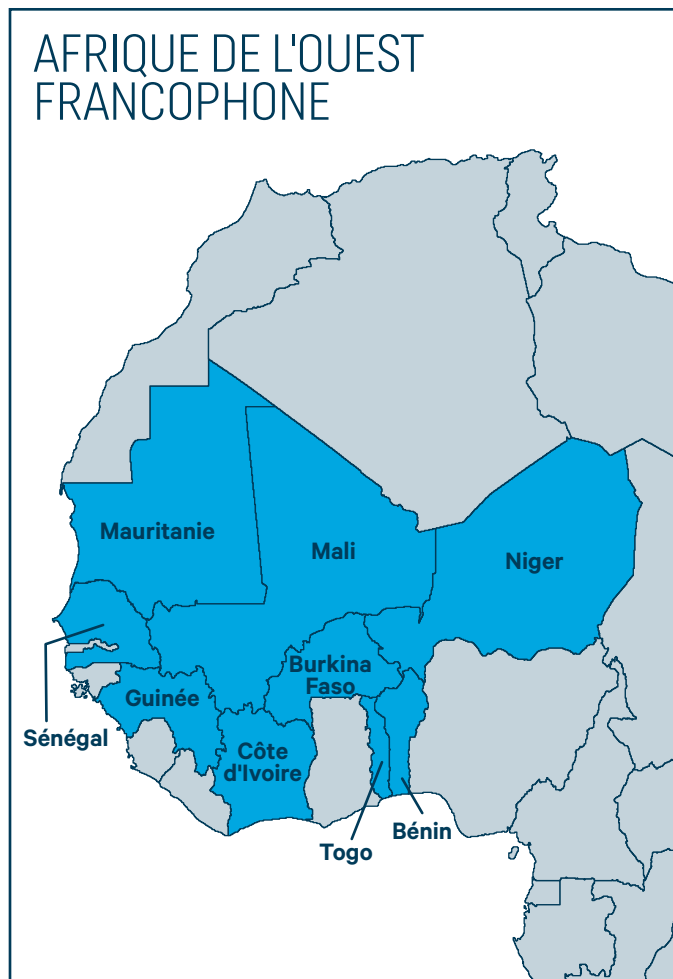 AFRIQUE DE L'OUEST
FRANCOPHONE
Mauritanie
Mali
Niger
Burkina
Faso
Guinée
Sénégal
Côte
d'Ivoire
Bénin
Togo